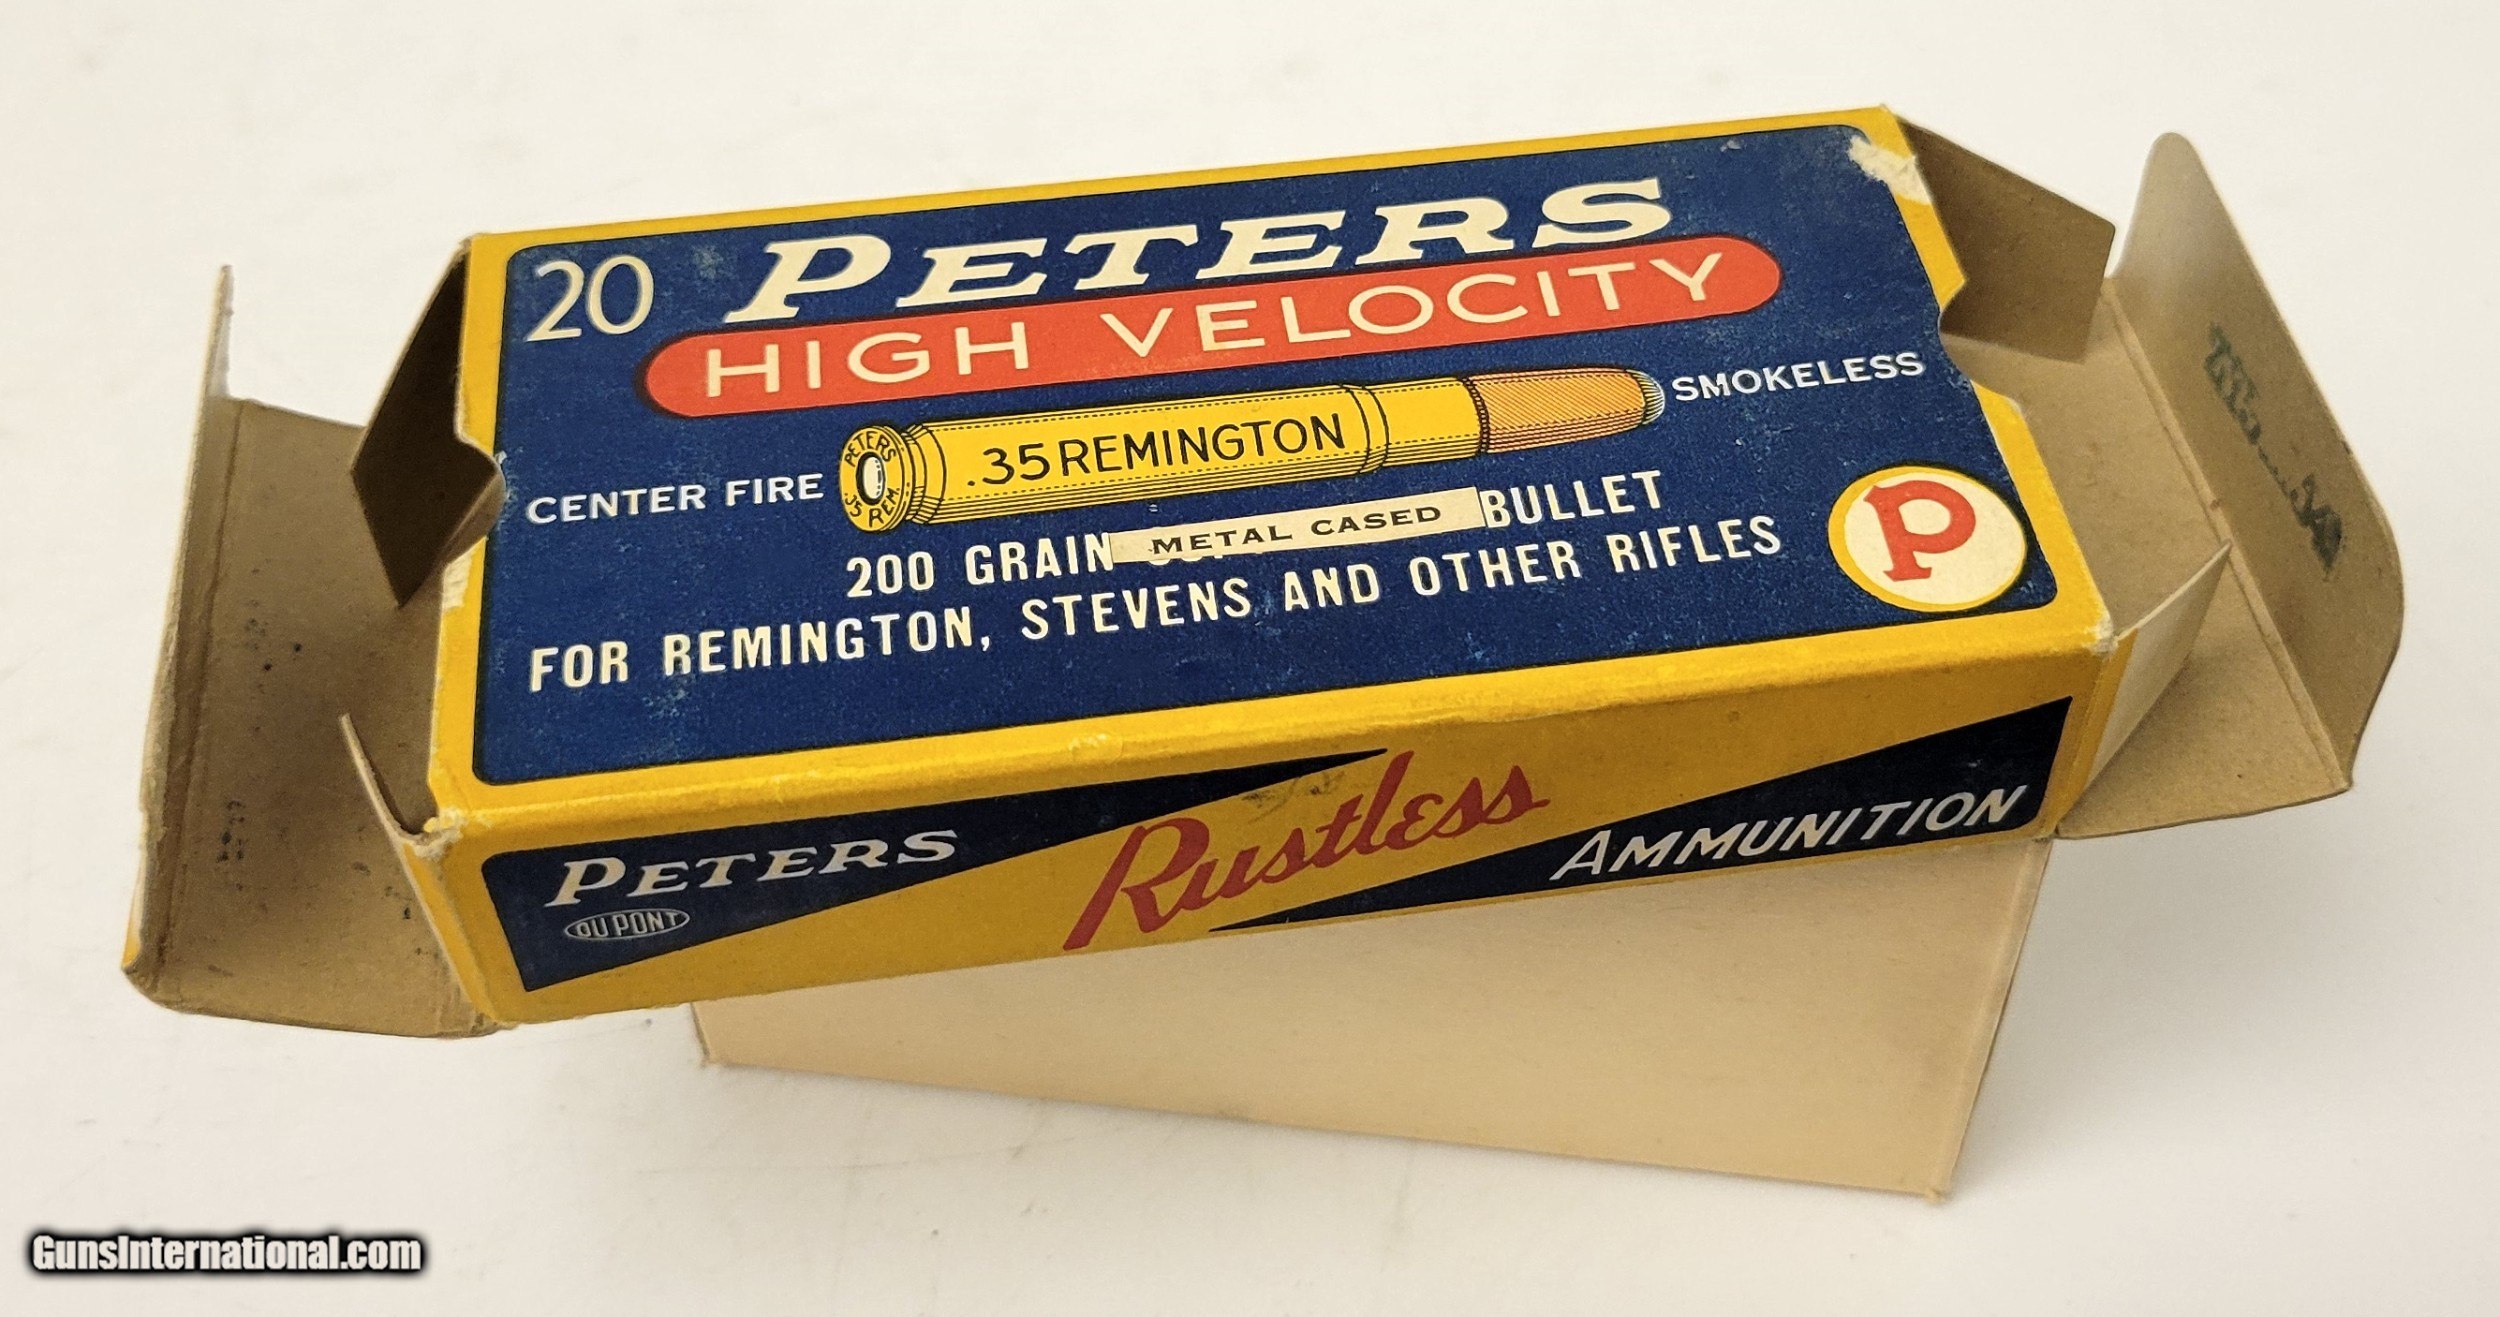 20 PETERS
HIGH VELOCITY
SMOKELESS
.35 REMINGTON
PETERS
35 REM.
CENTER FIRE
200 GRAIN METAL CASED BULLET
FOR REMINGTON, STEVENS AND OTHER RIFLES
P
PETERS Rustless AMMUNITION
DU PONT
GunsInternational.com